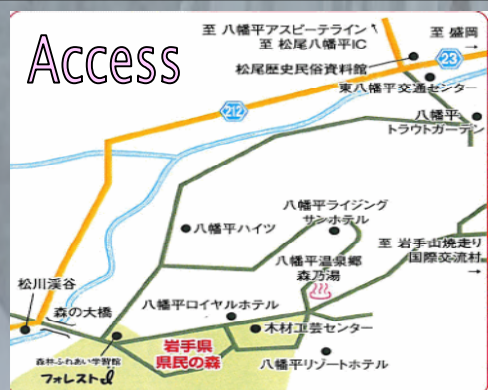 Access
至 八幡平アスピーテライン
至 松尾八幡平IC
至 盛岡
23
松尾歴史民俗資料館
東八幡平交通センター
八幡平
トラウトガーデン
212
八幡平ライジング
サンホテル
八幡平ハイツ
至 岩手山焼走り
国際交流村
八幡平温泉郷
森乃湯
松川渓谷
森の大橋
八幡平ロイヤルホテル
木材工芸センター
岩手県
県民の森
森林ふれあい学習館
フォレストi
八幡平リゾートホテル